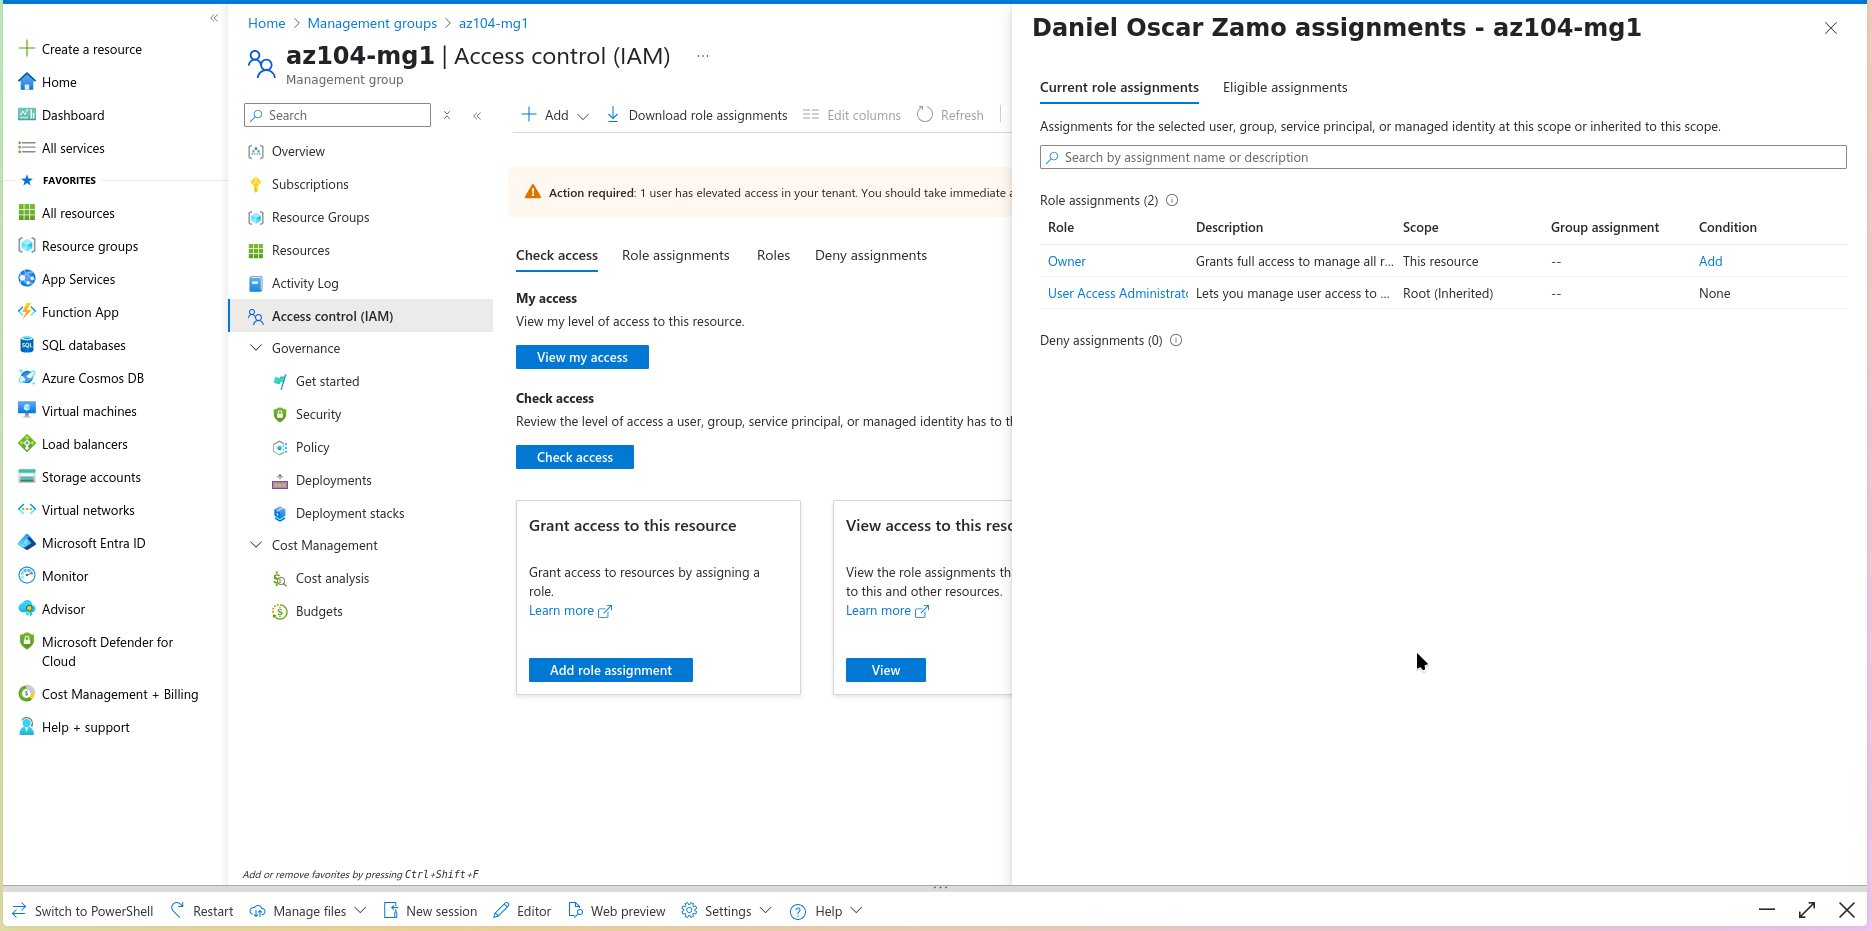 Create a resource
Home
Dashboard
All services
FAVORITES
All resources
Resource groups
App Services
Function App
SQL databases
Azure Cosmos DB
Virtual machines
Load balancers
Storage accounts
Virtual networks
Microsoft Entra ID
Monitor
Advisor
Microsoft Defender for
Cloud
Cost Management + Billing
Help + support
Home > Management groups > az104-mg1
az104-mg1 | Access control (IAM) ...
Management group
Search
Overview
Subscriptions
Resource Groups
Resources
Activity Log
Access control (IAM)
Governance
Get started
Security
Policy
Deployments
Deployment stacks
Cost Management
Cost analysis
Budgets
Add or remove favorites by pressing Ctrl+Shift+F
Add Download role assignments Edit columns Refresh
Action required: 1 user has elevated access in your tenant. You should take immediate a
Check access Role assignments Roles Deny assignments
My access
View my level of access to this resource.
View my access
Check access
Review the level of access a user, group, service principal, or managed identity has to th
Check access
Grant access to this resource
Grant access to resources by assigning a
role.
Learn more
Add role assignment
View access to this reso
View the role assignments th
to this and other resources.
Learn more
View
Daniel Oscar Zamo assignments - az104-mg1
Current role assignments Eligible assignments
Assignments for the selected user, group, service principal, or managed identity at this scope or inherited to this scope.
Search by assignment name or description
Role assignments (2)
Role Description Scope Group assignment Condition
Owner Grants full access to manage all r... This resource -- Add
User Access Administrato Lets you manage user access to ... Root (Inherited) -- None
Deny assignments (0)
Switch to PowerShell Restart Manage files New session Editor Web preview Settings Help